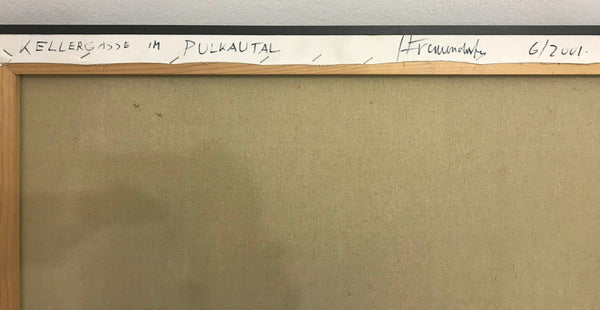 KELLERGASSE IM PULKAUTAL 6/2001.